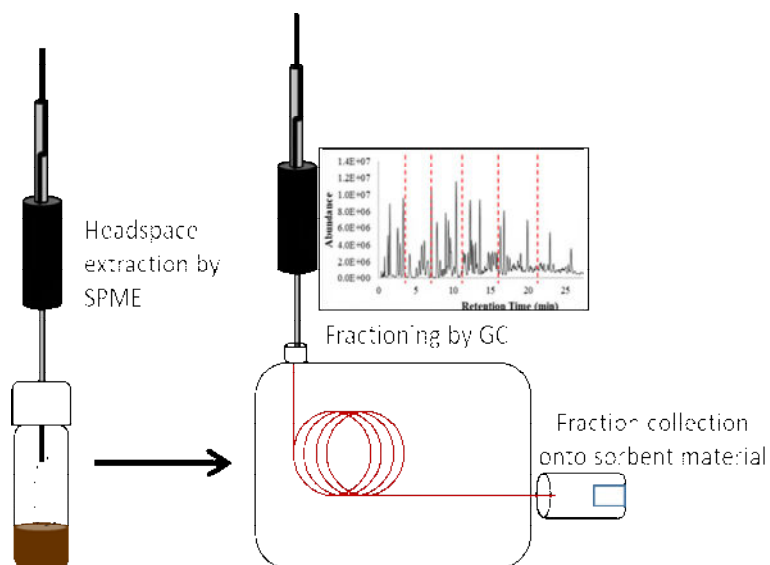 Headspace
extraction by
SPME
1.4E+07
1.2E+07
1.0E+07
8.0E+06
6.0E+06
4.0E+06
2.0E+06
0.0E+00
Abundance
0 5 10 15 20 25
Retention Time (min)
Fractioning by GC
Fraction collection
onto sorbent material